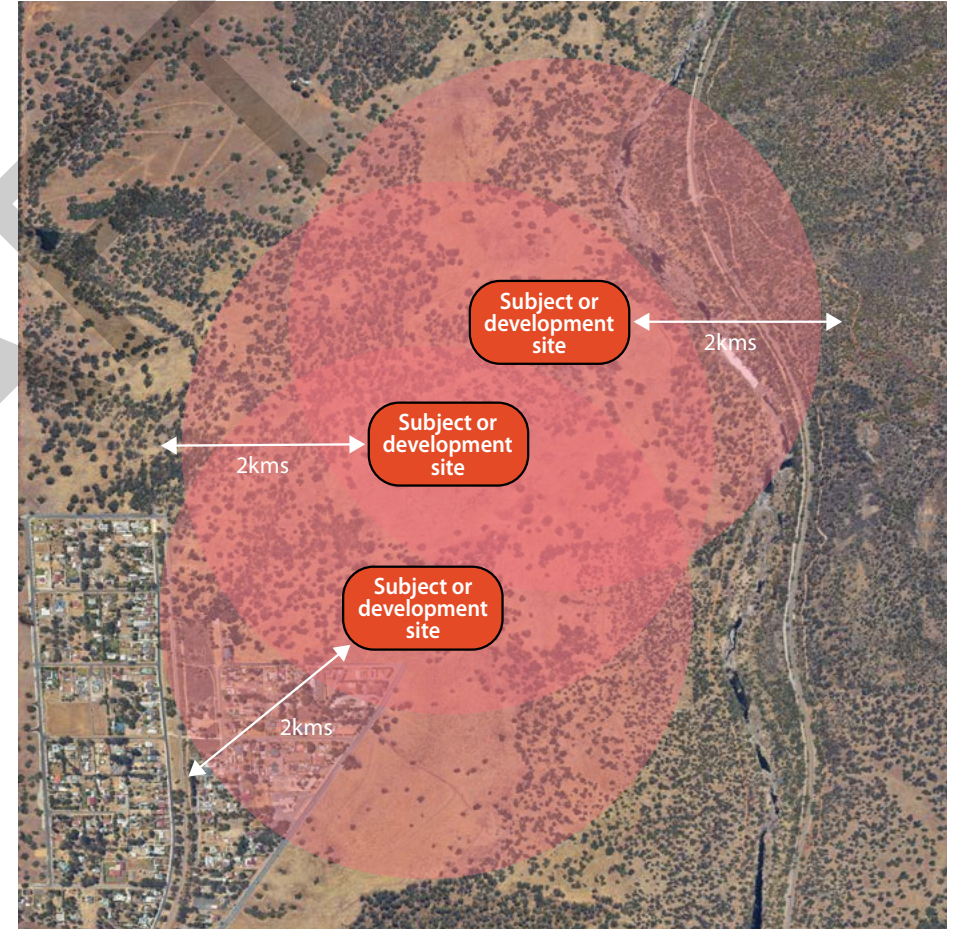 Subject or
development
site
2kms
Subject or
development
site
2kms
Subject or
development
site
2kms